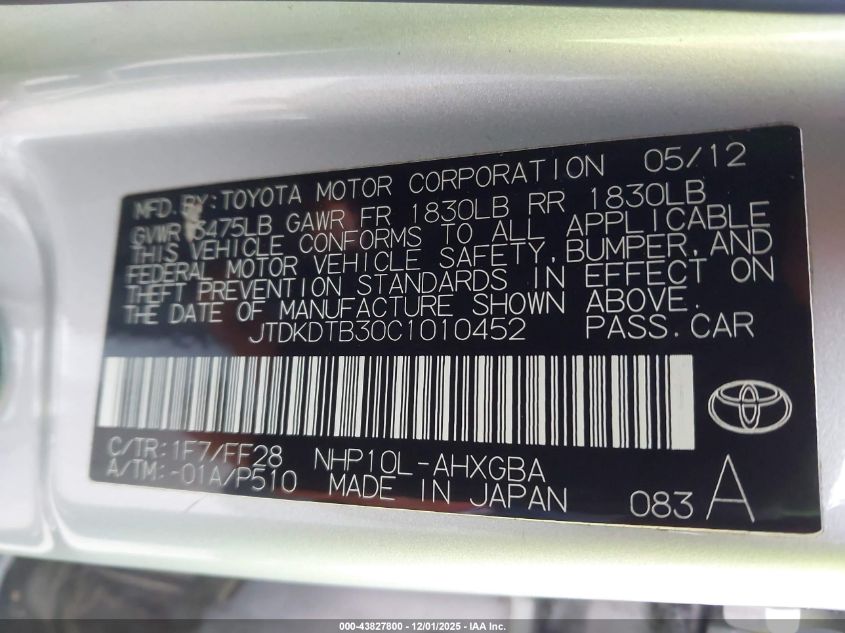 MFD.BY:TOYOTA MOTOR CORPORATION 05/12
GVWR 3475LB GAWR FR 1830LB RR 1830LB
THIS VEHICLE CONFORMS TO ALL APPLICABLE
FEDERAL MOTOR VEHICLE SAFETY,BUMPER,AND
THEFT PREVENTION STANDARDS IN EFFECT ON
THE DATE OF MANUFACTURE SHOWN ABOVE.
JTDKDTB30C1010452 PASS.CAR
C/TR:1F7/FF28 NHP10L-AHXGBA
A/TM:-01A/P510 MADE IN JAPAN 083 A
000-43827800 - 12/01/2025 - IAA Inc.